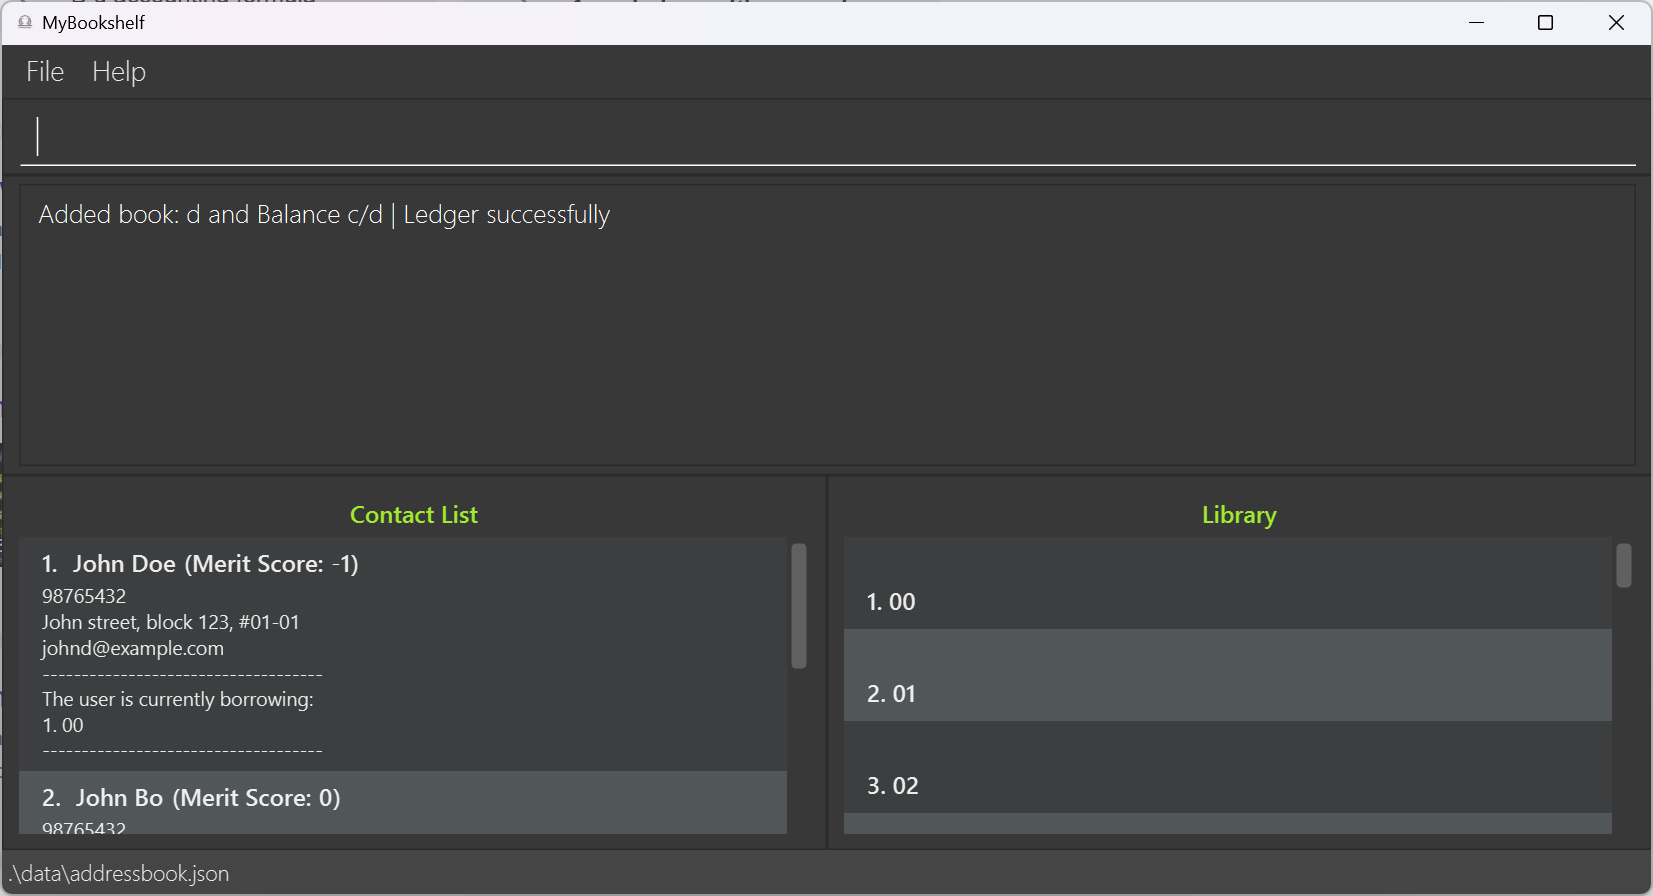 MyBookshelf
File Help
Added book: d and Balance c/d | Ledger successfully
Contact List
1. John Doe (Merit Score: -1)
98765432
John street, block 123, #01-01
johnd@example.com
------------------------------------
The user is currently borrowing:
1. 00
------------------------------------
2. John Bo (Merit Score: 0)
98765432
Library
1. 00
2. 01
3. 02
.\data\addressbook.json